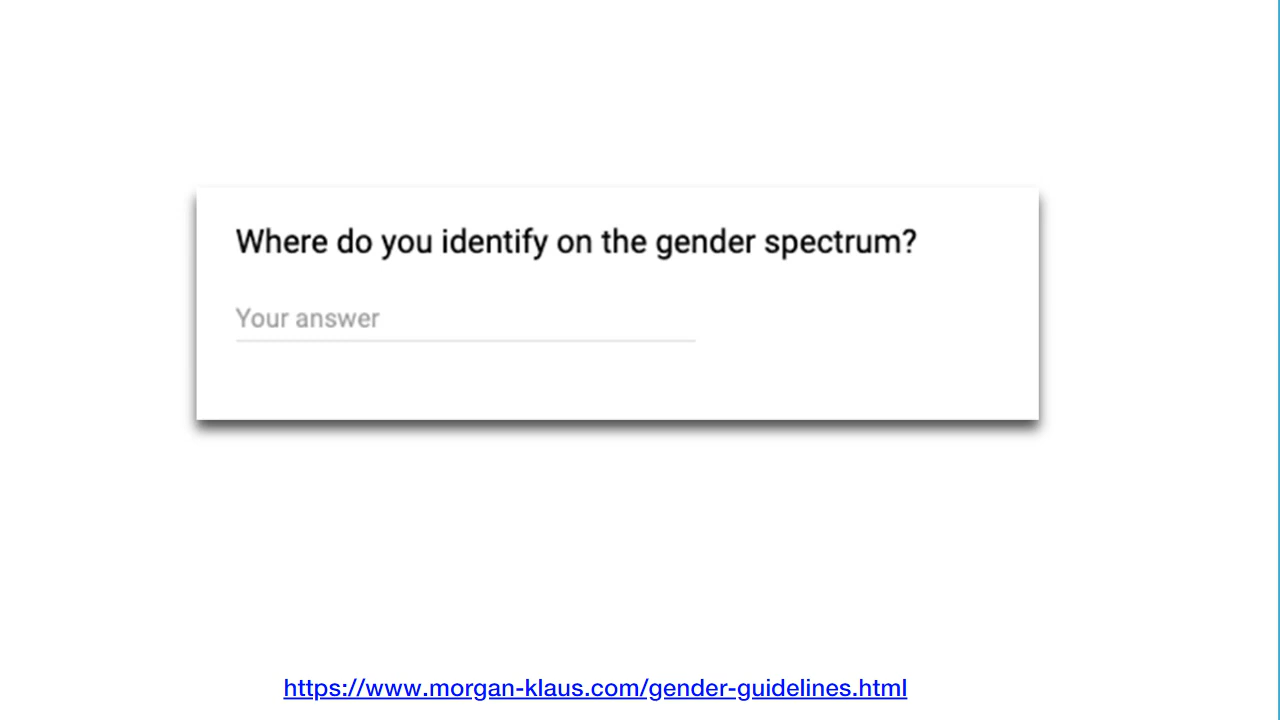 Where do you identify on the gender spectrum?
Your answer
https://www.morgan-klaus.com/gender-guidelines.html